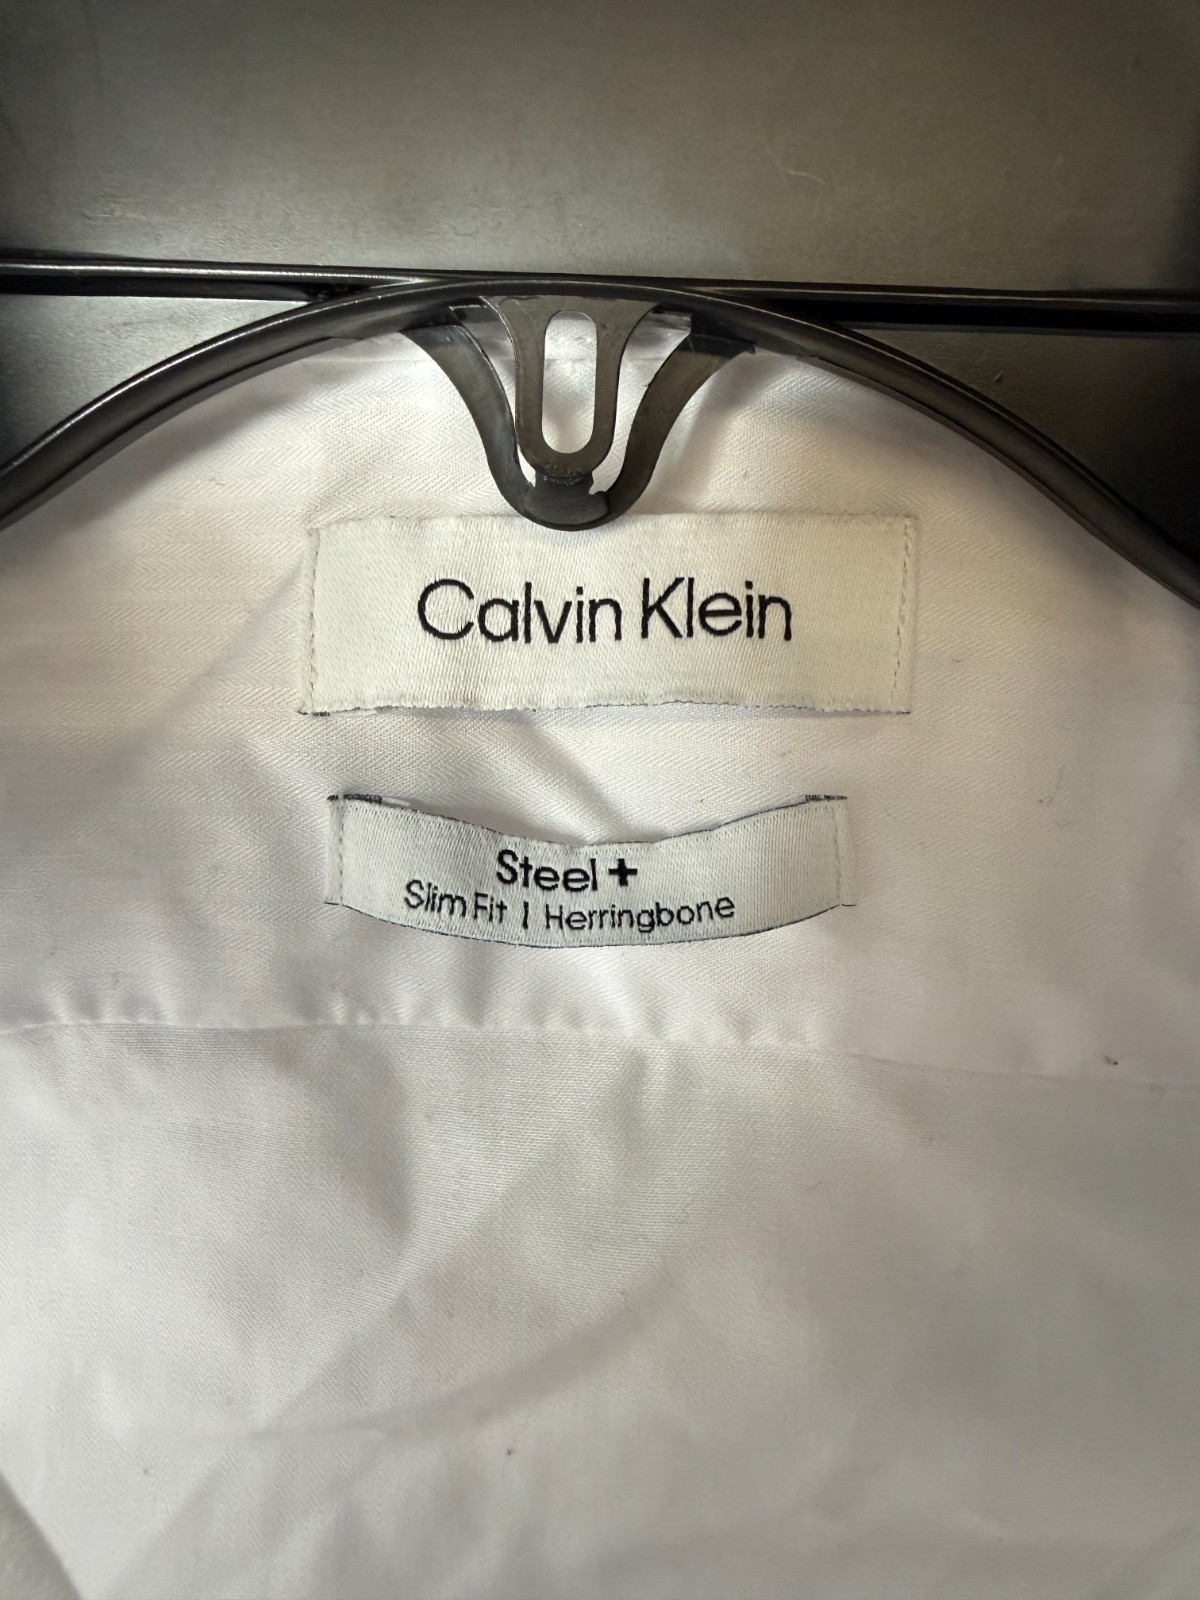 Calvin Klein
Steel +
Slim Fit | Herringbone